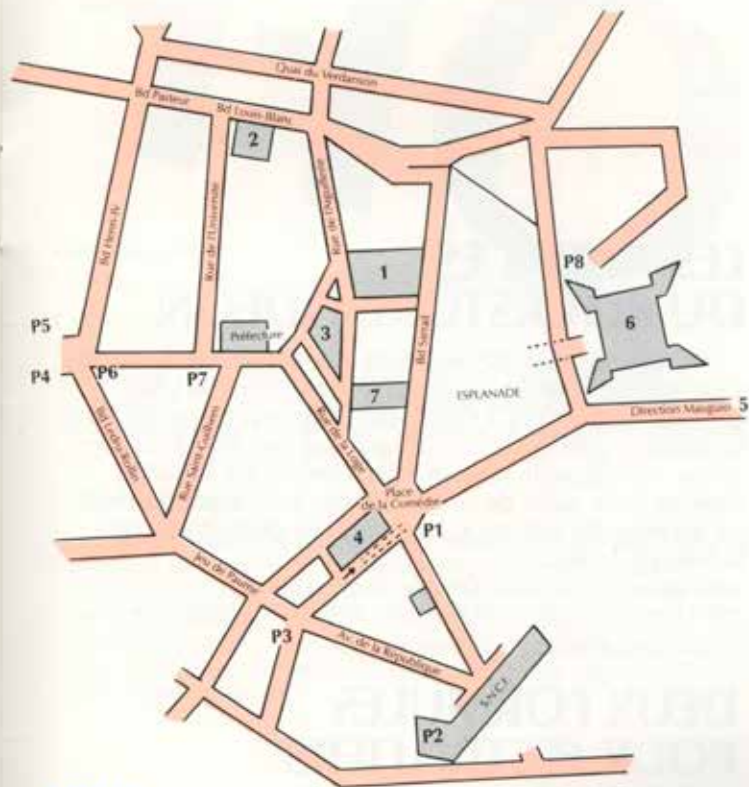 Quai du Verdanson
Bd Pasteur
Bd Louis-Blanc
2
Bd Henri-IV
Rue de l'Université
Rue de l'Aiguillerie
1
P8
P5
Préfecture
3
Bd Sarrail
6
P4
P6
P7
7
ESPLANADE
Direction Mauguio
5
Bd Ledru-Rollin
Rue Saint-Guilhem
Rue de la Loge
Place
de la Comédie
4
P1
Jeu de Paume
P3
Av. de la République
S.N.C.F.
P2